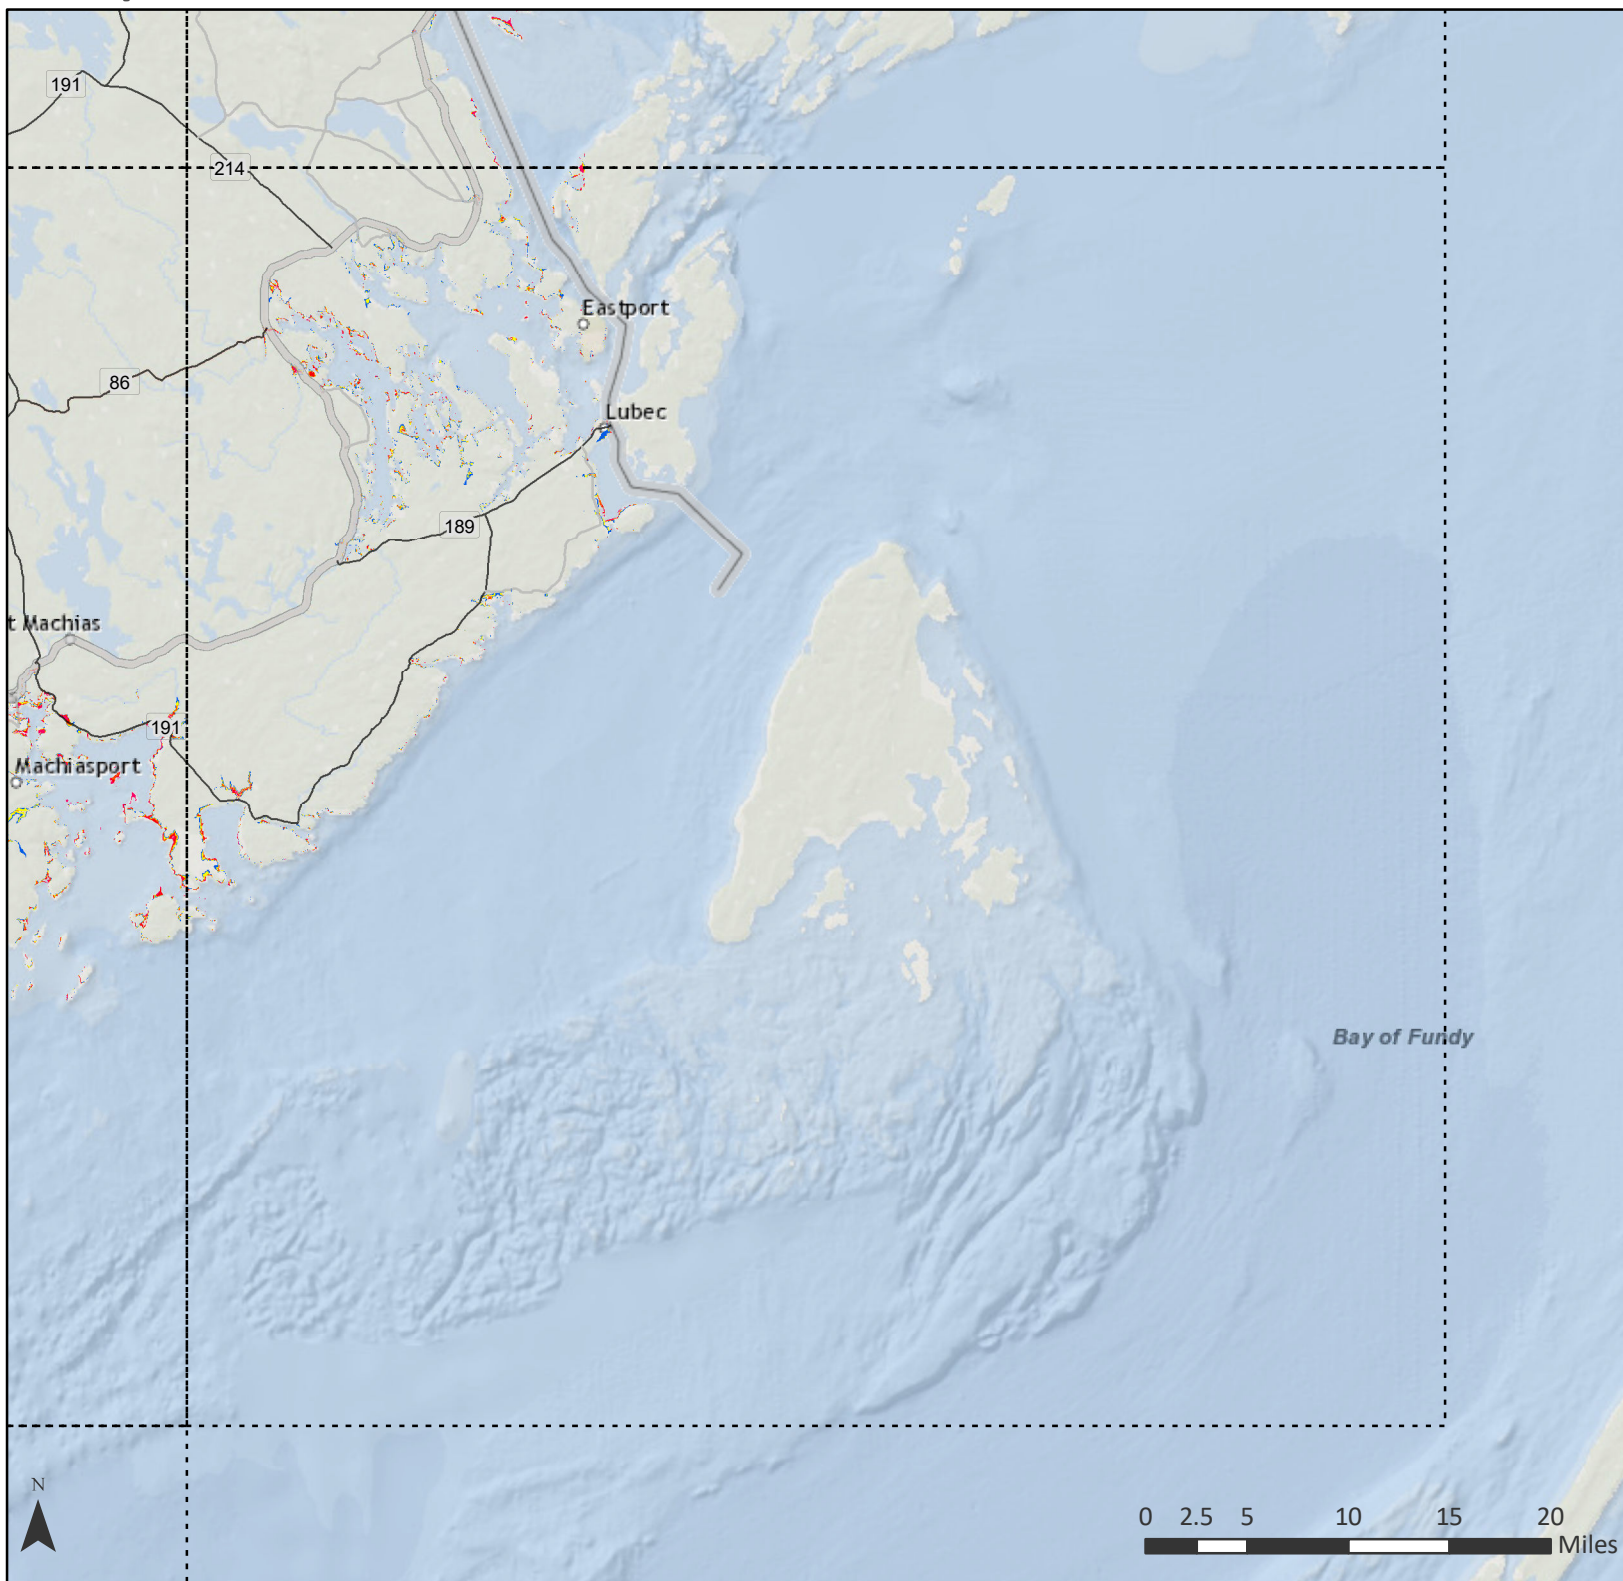 191
214
Eastport
86
Lubec
189
t Machias
191
Machiasport
Bay of Fundy
N
0 2.5 5 10 15 20
Miles